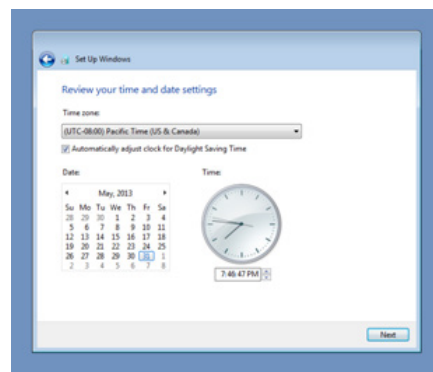 Set Up Windows
Review your time and date settings
Time zone:
(UTC-08:00) Pacific Time (US & Canada)
Automatically adjust clock for Daylight Saving Time
Date:
Time:
May, 2013
Su Mo Tu We Th Fr Sa
28 29 30 1 2 3 4
5 6 7 8 9 10 11
12 13 14 15 16 17 18
19 20 21 22 23 24 25
26 27 28 29 30 31 1
2 3 4 5 6 7 8
7:46:47 PM
Next